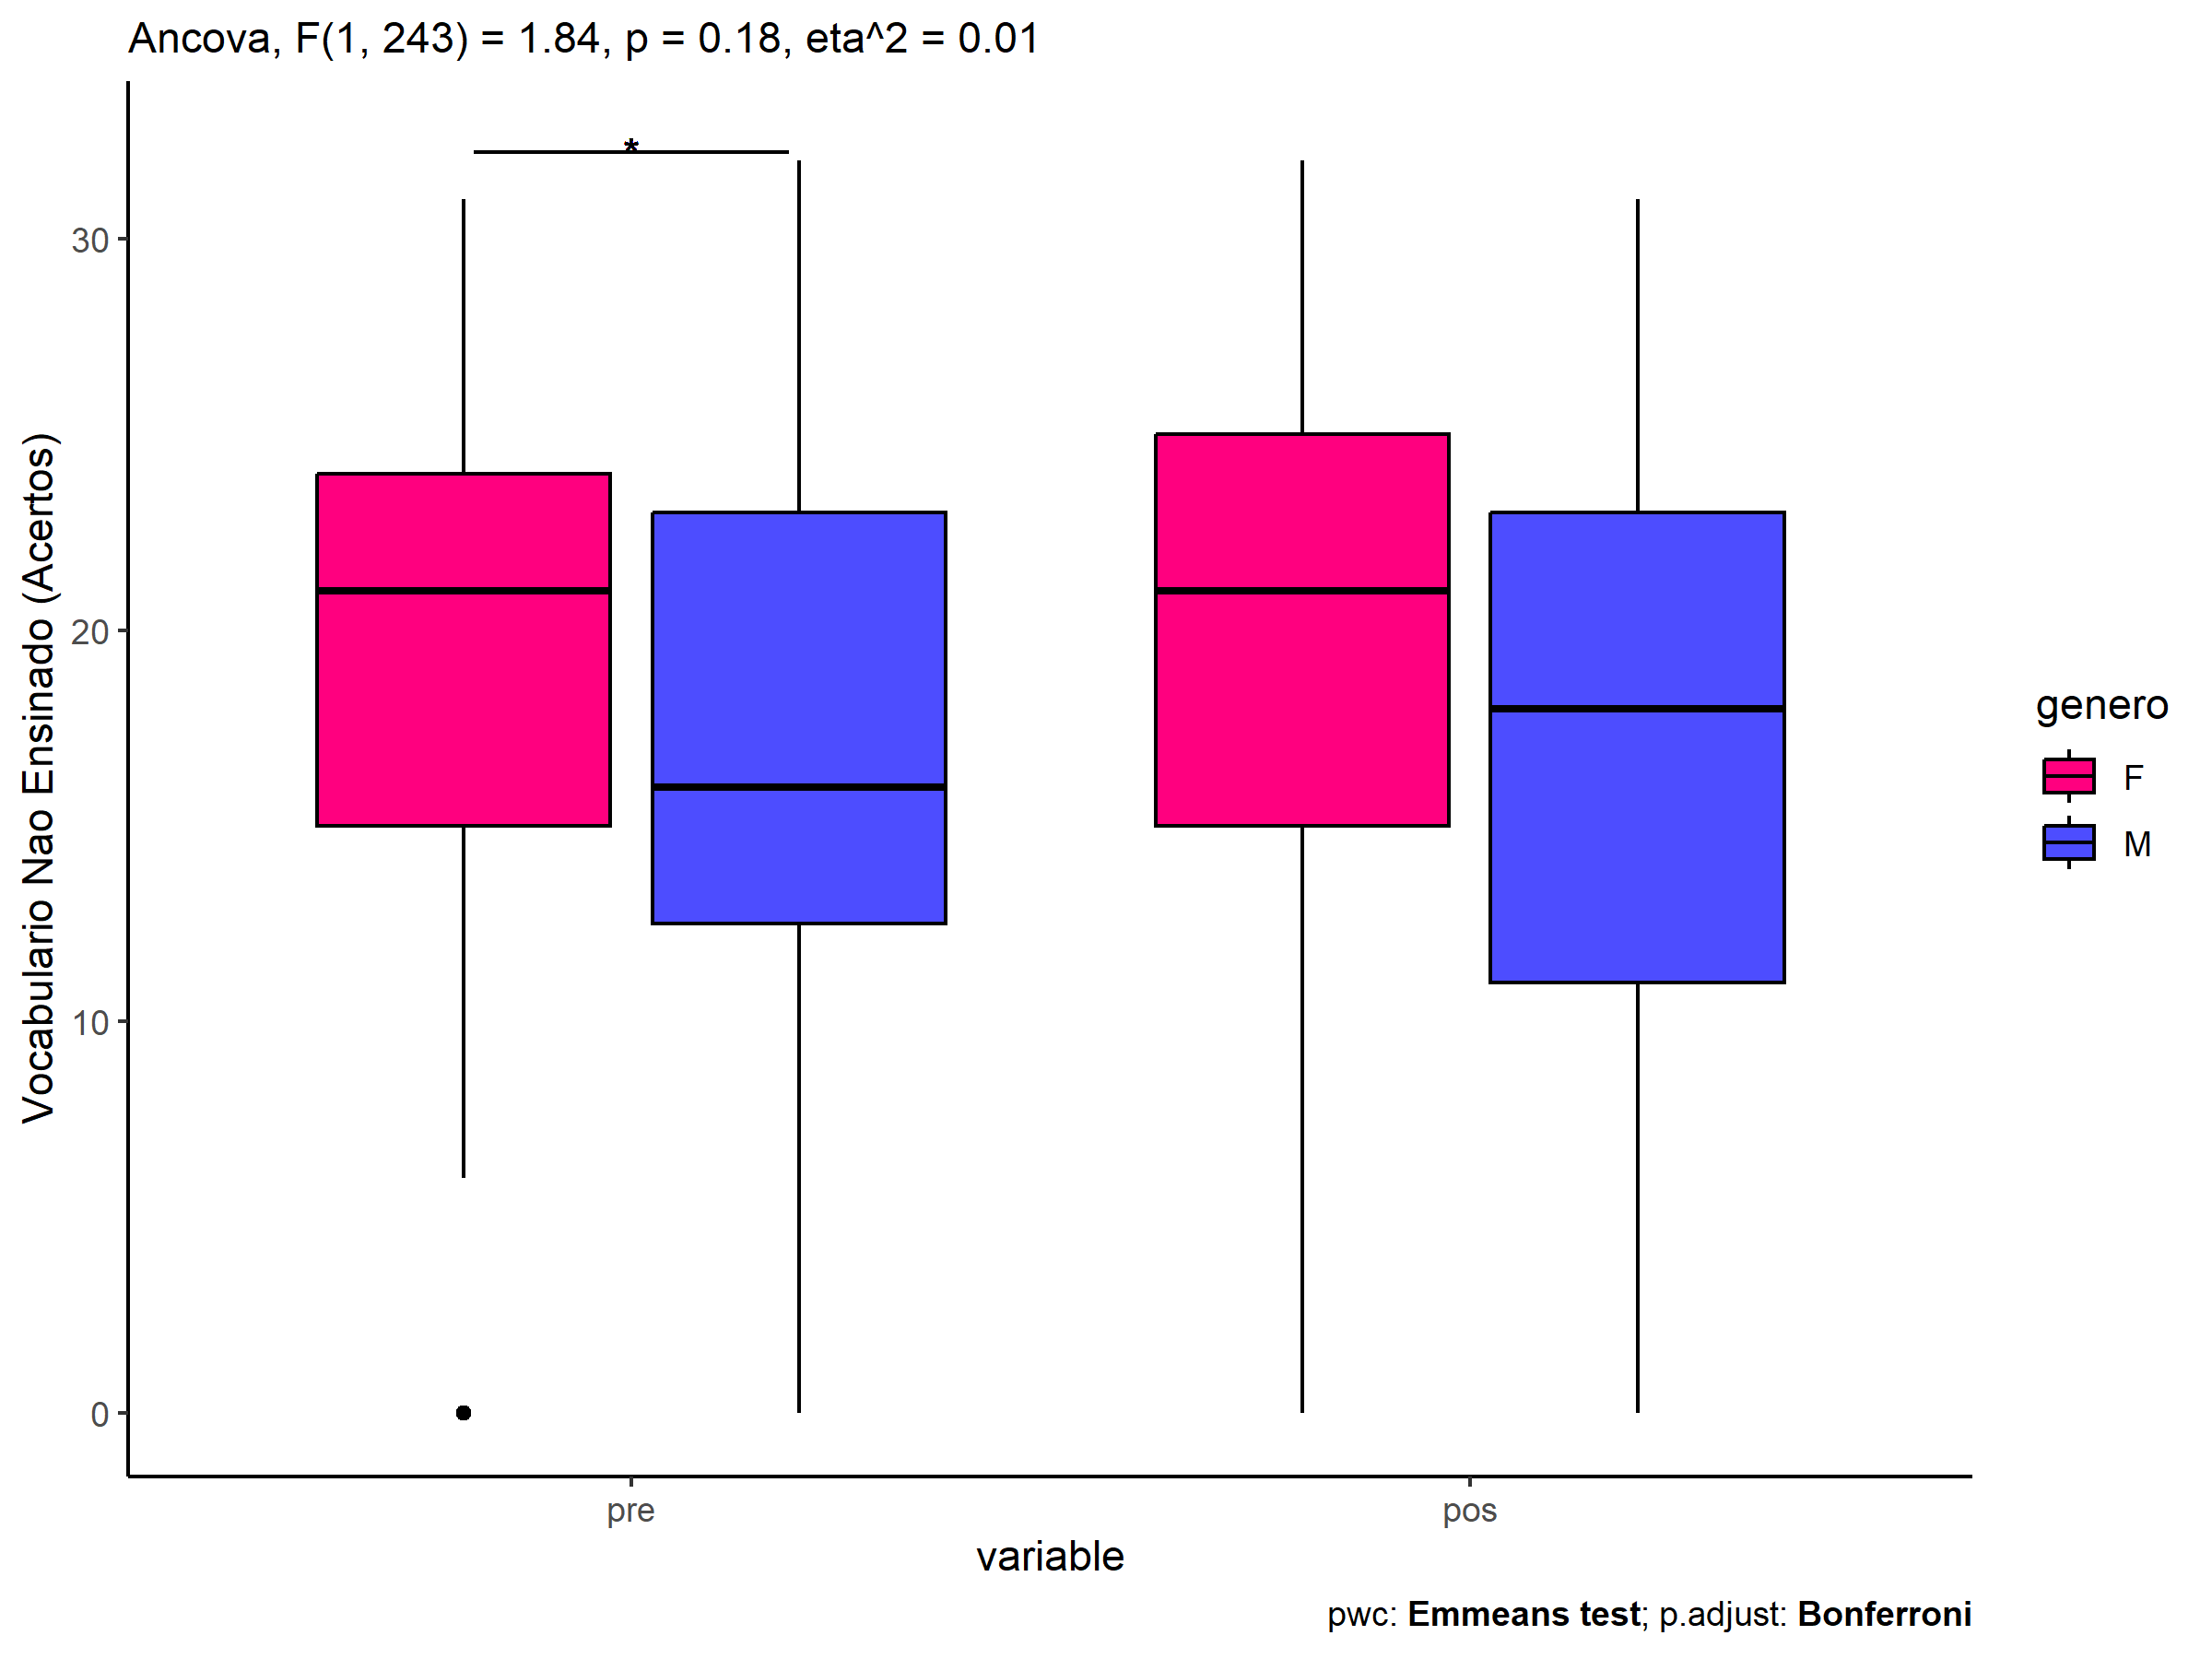 Ancova, F(1, 243) = 1.84, p = 0.18, eta^2 = 0.01
*
Vocabulario Nao Ensinado (Acertos)
30
20
10
0
pre
pos
variable
genero
F
M
pwc: Emmeans test; p.adjust: Bonferroni